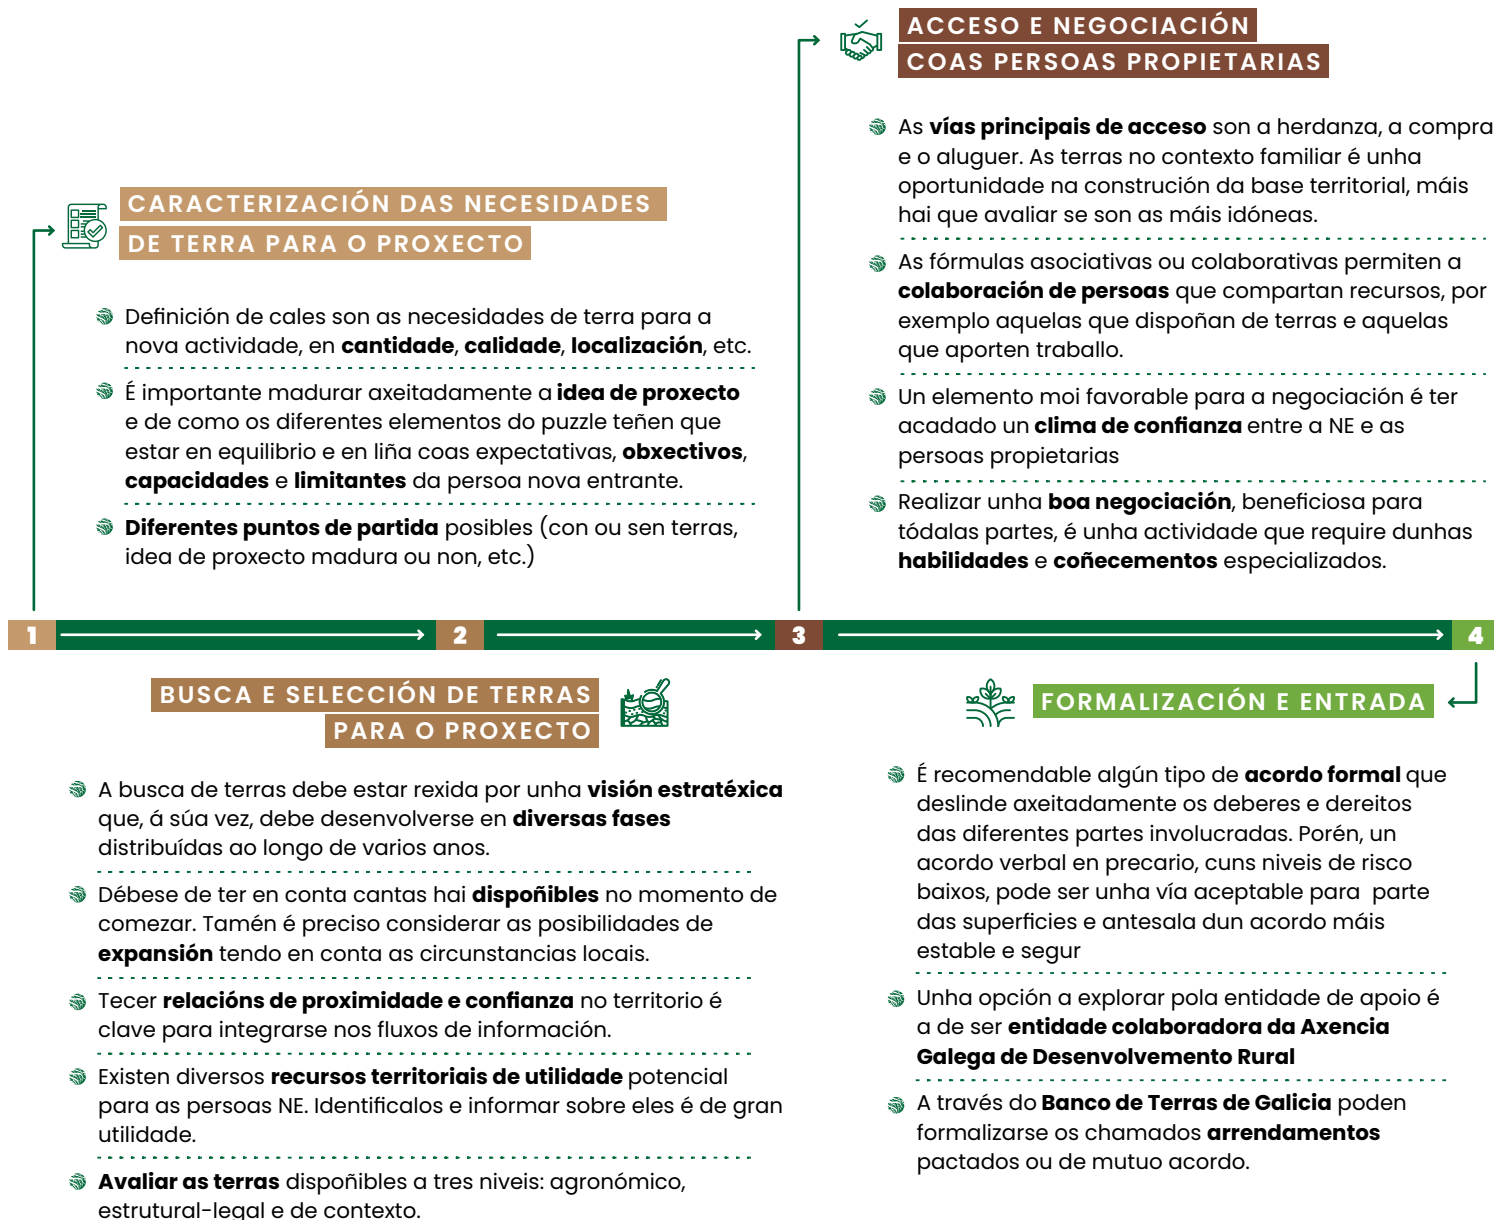 CARACTERIZACIÓN DAS NECESIDADES
DE TERRA PARA O PROXECTO
Definición de cales son as necesidades de terra para a
nova actividade, en cantidade, calidade, localización, etc.
É importante madurar axeitadamente a idea de proxecto
e de como os diferentes elementos do puzzle teñen que
estar en equilibrio e en liña coas expectativas, obxectivos,
capacidades e limitantes da persoa nova entrante.
Diferentes puntos de partida posibles (con ou sen terras,
idea de proxecto madura ou non, etc.)
ACCESO E NEGOCIACIÓN
COAS PERSOAS PROPIETARIAS
As vías principais de acceso son a herdanza, a compra
e o aluguer. As terras no contexto familiar é unha
oportunidade na construción da base territorial, máis
hai que avaliar se son as máis idóneas.
As fórmulas asociativas ou colaborativas permiten a
colaboración de persoas que compartan recursos, por
exemplo aquelas que dispoñan de terras e aquelas
que aporten traballo.
Un elemento moi favorable para a negociación é ter
acadado un clima de confianza entre a NE e as
persoas propietarias
Realizar unha boa negociación, beneficiosa para
tódalas partes, é unha actividade que require dunhas
habilidades e coñecementos especializados.
1 2 3 4
BUSCA E SELECCIÓN DE TERRAS
PARA O PROXECTO
A busca de terras debe estar rexida por unha visión estratéxica
que, á súa vez, debe desenvolverse en diversas fases
distribuídas ao longo de varios anos.
Débese de ter en conta cantas hai dispoñibles no momento de
comezar. Tamén é preciso considerar as posibilidades de
expansión tendo en conta as circunstancias locais.
Tecer relacións de proximidade e confianza no territorio é
clave para integrarse nos fluxos de información.
Existen diversos recursos territoriais de utilidade potencial
para as persoas NE. Identificalos e informar sobre eles é de gran
utilidade.
Avaliar as terras dispoñibles a tres niveis: agronómico,
estrutural-legal e de contexto.
FORMALIZACIÓN E ENTRADA
É recomendable algún tipo de acordo formal que
deslinde axeitadamente os deberes e dereitos
das diferentes partes involucradas. Porén, un
acordo verbal en precario, cuns niveis de risco
baixos, pode ser unha vía aceptable para parte
das superficies e antesala dun acordo máis
estable e segur
Unha opción a explorar pola entidade de apoio é
a de ser entidade colaboradora da Axencia
Galega de Desenvolvemento Rural
A través do Banco de Terras de Galicia poden
formalizarse os chamados arrendamentos
pactados ou de mutuo acordo.